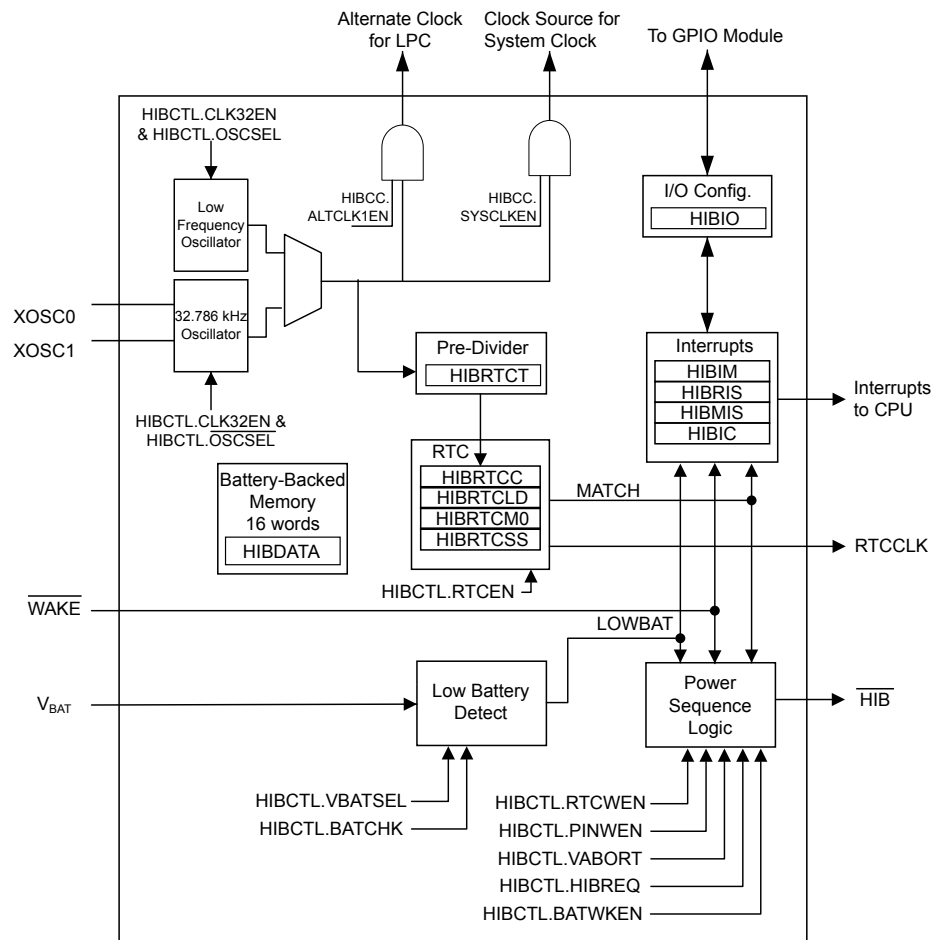 Alternate Clock
for LPC
Clock Source for
System Clock
To GPIO Module
HIBCTL.CLK32EN
& HIBCTL.OSCSEL
Low
Frequency
Oscillator
HIBCC.
ALTCLK1EN
HIBCC.
SYSCLKEN
I/O Config.
HIBIO
XOSC0
XOSC1
32.786 kHz
Oscillator
HIBCTL.CLK32EN &
HIBCTL.OSCSEL
Pre-Divider
HIBRTCT
Interrupts
HIBIM
HIBRIS
HIBMIS
HIBIC
Interrupts
to CPU
Battery-Backed
Memory
16 words
HIBDATA
RTC
HIBRTCC
HIBRTCLD
HIBRTCM0
HIBRTCSS
MATCH
RTCCLK
HIBCTL.RTCEN
WAKE
LOWBAT
VBAT
Low Battery
Detect
Power
Sequence
Logic
HIB
HIBCTL.VBATSEL
HIBCTL.BATCHK
HIBCTL.RTCWEN
HIBCTL.PINWEN
HIBCTL.VABORT
HIBCTL.HIBREQ
HIBCTL.BATWKEN